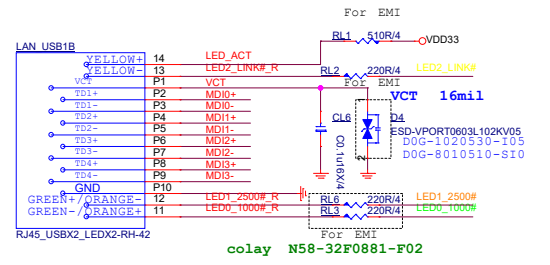 For EMI
RL1 510R/4 VDD33
LAN_USB1B
YELLOW+ 14 LED_ACT
YELLOW- 13 LED2_LINK#_R RL2 220R/4 LED2_LINK#
VCT P1 VCT For EMI
TD1+ P2 MDI0+ VCT 16mil
TD1- P3 MDI0-
TD2+ P4 MDI1+ CL6 D4
TD2- P5 MDI1- ESD-VPORT0603L102KV05
TD3+ P6 MDI2+ C0.1u16X/4 D0G-1020530-I05
TD3- P7 MDI2- D0G-8010510-SI0
TD4+ P8 MDI3+
TD4- P9 MDI3-
1
2
GND P10
GREEN+/ORANGE- 12 LED1_2500#_R RL6 220R/4 LED1_2500#
GREEN-/ORANGE+ 11 LED0_1000#_R RL3 220R/4 LED0_1000#
RJ45_USBX2_LEDX2-RH-42 For EMI
colay N58-32F0881-F02